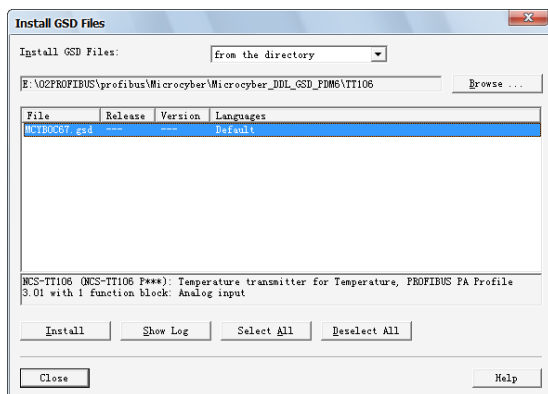 Install GSD Files
Install GSD Files: from the directory
E:\02PROFIBUS\profibus\Microcyber\Microcyber_DDL_GSD_PDM6\TT106 Browse ...
File Release Version Languages
MCYB0C67.gsd --- --- Default
NCS-TT106 (NCS-TT106 P***): Temperature transmitter for Temperature, PROFIBUS PA Profile
3.01 with 1 function block: Analog input
Install Show Log Select All Deselect All
Close Help